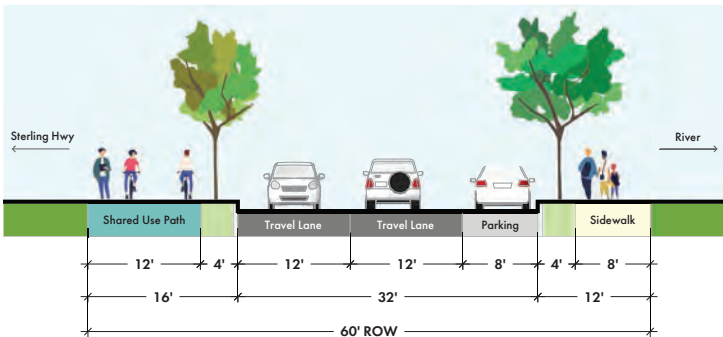 Sterling Hwy
River
Shared Use Path
Travel Lane
Travel Lane
Parking
Sidewalk
12' 4' 12' 12' 8' 4' 8'
16' 32' 12'
60' ROW